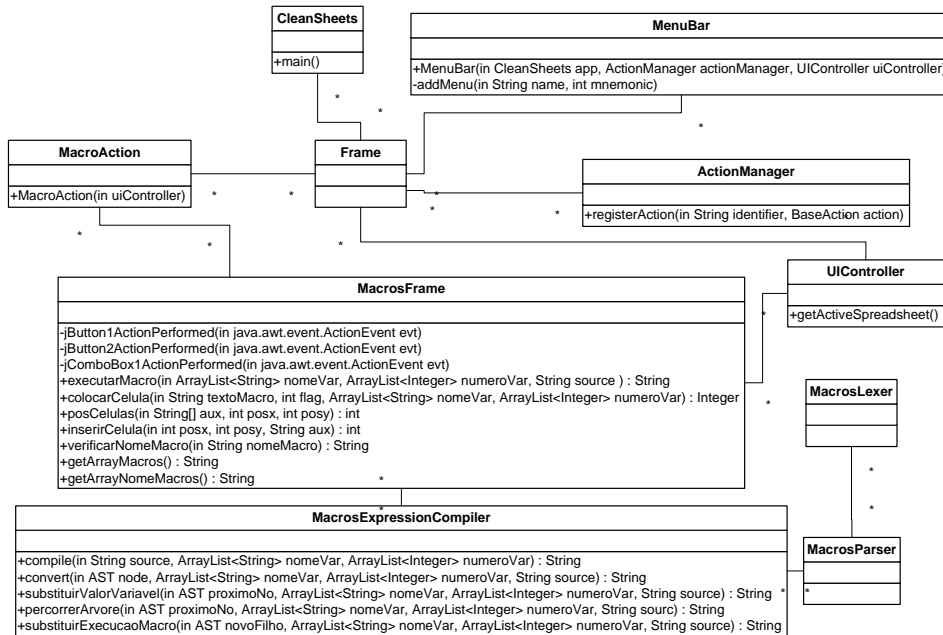 CleanSheets
+main()
MenuBar
+MenuBar(in CleanSheets app, ActionManager actionManager, UIController uiController)
-addMenu(in String name, int mnemonic)
*
*
*
MacroAction
+MacroAction(in uiController)
Frame
ActionManager
+registerAction(in String identifier, BaseAction action)
*
*
*
*
*
*
*
*
*
*
UIController
+getActiveSpreadsheet()
MacrosFrame
-jButton1ActionPerformed(in java.awt.event.ActionEvent evt)
-jButton2ActionPerformed(in java.awt.event.ActionEvent evt)
-jComboBox1ActionPerformed(in java.awt.event.ActionEvent evt)
+executarMacro(in ArrayList<String> nomeVar, ArrayList<Integer> numeroVar, String source ) : String
+colocarCelula(in String textoMacro, int flag, ArrayList<String> nomeVar, ArrayList<Integer> numeroVar) : Integer
+posCelulas(in String[] aux, int posx, int posy) : int
+inserirCelula(in int posx, int posy, String aux) : int
+verificarNomeMacro(in String nomeMacro) : String
+getArrayMacros() : String
+getArrayNomeMacros() : String
*
*
MacrosLexer
*
*
*
*
MacrosExpressionCompiler
+compile(in String source, ArrayList<String> nomeVar, ArrayList<Integer> numeroVar) : String
+convert(in AST node, ArrayList<String> nomeVar, ArrayList<Integer> numeroVar, String source) : String
+substituirValorVariavel(in AST proximoNo, ArrayList<String> nomeVar, ArrayList<Integer> numeroVar, String source) : String
+percorrerArvore(in AST proximoNo, ArrayList<String> nomeVar, ArrayList<Integer> numeroVar, String sourc) : String
+substituirExecucaoMacro(in AST novoFilho, ArrayList<String> nomeVar, ArrayList<Integer> numeroVar, String source) : String
MacrosParser
*
*